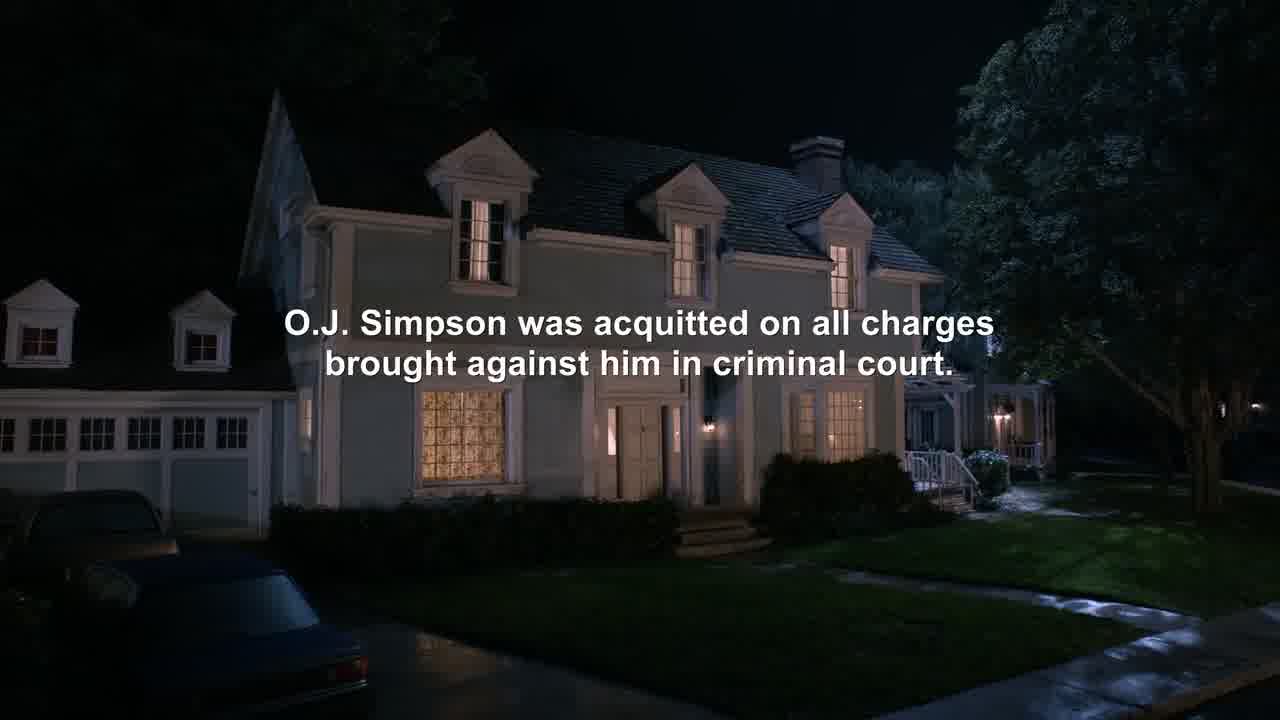 O.J. Simpson was acquitted on all charges
brought against him in criminal court.